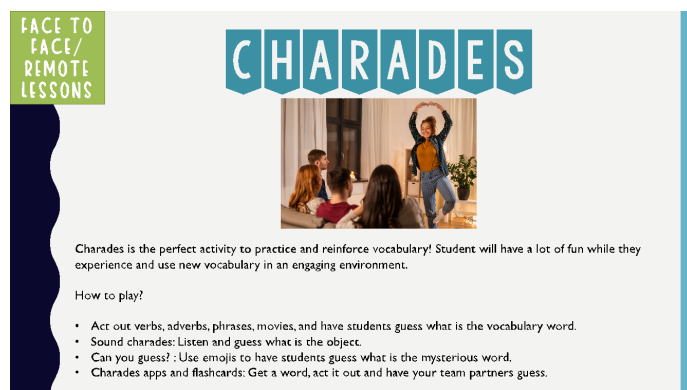 FACE TO
FACE/
REMOTE
LESSONS
CHARADES
Charades is the perfect activity to practice and reinforce vocabulary! Student will have a lot of fun while they
experience and use new vocabulary in an engaging environment.
How to play?
• Act out verbs, adverbs, phrases, movies, and have students guess what is the vocabulary word.
• Sound charades: Listen and guess what is the object.
• Can you guess? : Use emojis to have students guess what is the mysterious word.
• Charades apps and flashcards: Get a word, act it out and have your team partners guess.